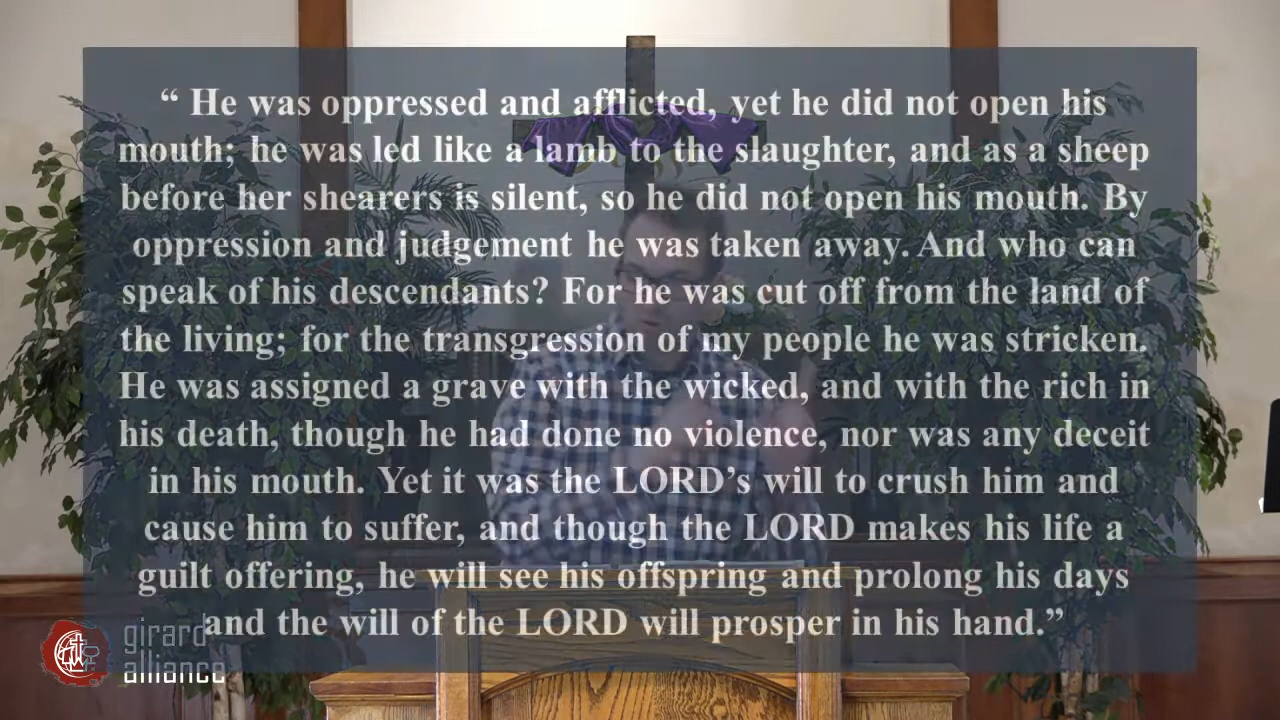 “ He was oppressed and afflicted, yet he did not open his
mouth; he was led like a lamb to the slaughter, and as a sheep
before her shearers is silent, so he did not open his mouth. By
oppression and judgement he was taken away. And who can
speak of his descendants? For he was cut off from the land of
the living; for the transgression of my people he was stricken.
He was assigned a grave with the wicked, and with the rich in
his death, though he had done no violence, nor was any deceit
in his mouth. Yet it was the LORD’s will to crush him and
cause him to suffer, and though the LORD makes his life a
guilt offering, he will see his offspring and prolong his days
and the will of the LORD will prosper in his hand.”
girard
alliance